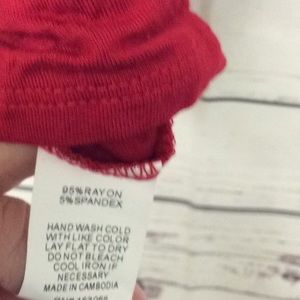 95%RAYON
5%SPANDEX
HAND WASH COLD
WITH LIKE COLOR
LAY FLAT TO DRY
DO NOT BLEACH
COOL IRON IF
NECESSARY
MADE IN CAMBODIA